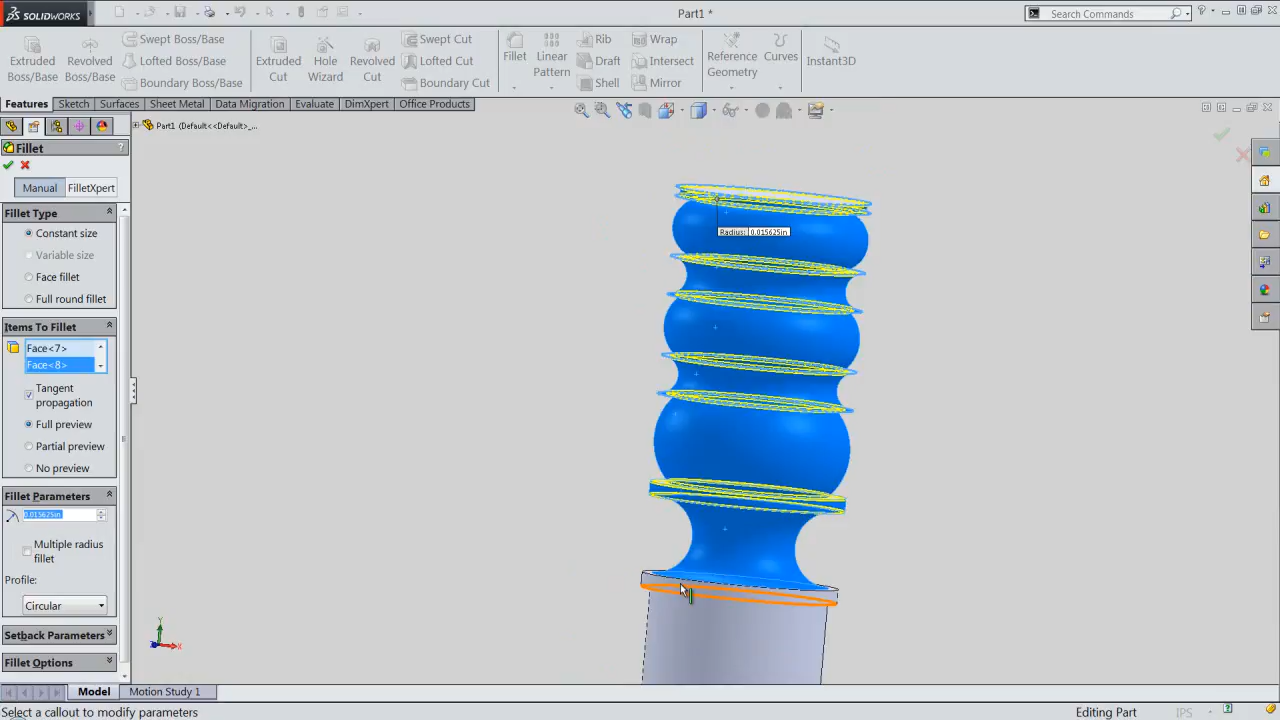 SOLIDWORKS
Part1 *
Search Commands
Extruded Boss/Base
Revolved Boss/Base
Swept Boss/Base
Lofted Boss/Base
Boundary Boss/Base
Extruded Cut
Hole Wizard
Revolved Cut
Swept Cut
Lofted Cut
Boundary Cut
Fillet
Linear Pattern
Rib
Draft
Shell
Wrap
Intersect
Mirror
Reference Geometry
Curves
Instant3D
Features
Sketch
Surfaces
Sheet Metal
Data Migration
Evaluate
DimXpert
Office Products
Part1 (Default<<Default>_...
Fillet
?
Manual
FilletXpert
Fillet Type
Constant size
Variable size
Face fillet
Full round fillet
Items To Fillet
Face<7>
Face<8>
Tangent propagation
Full preview
Partial preview
No preview
Fillet Parameters
0.015625in
Multiple radius fillet
Profile:
Circular
Setback Parameters
Fillet Options
Radius: 0.015625in
Y
X
Model
Motion Study 1
Select a callout to modify parameters
Editing Part
IPS